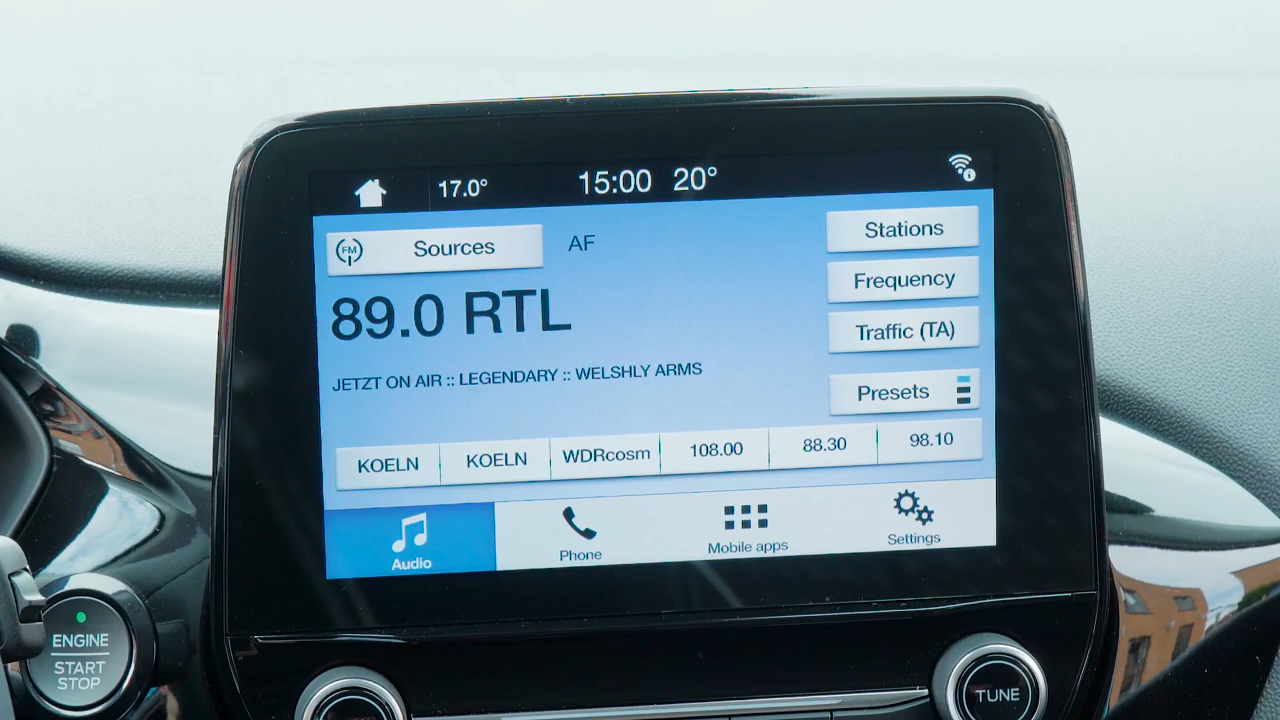 17.0° 15:00 20°
FM Sources AF Stations
Frequency
89.0 RTL
Traffic (TA)
JETZT ON AIR :: LEGENDARY :: WELSHLY ARMS
Presets
KOELN KOELN WDRcosm 108.00 88.30 98.10
Audio Phone Mobile apps Settings
ENGINE
START
STOP
TUNE